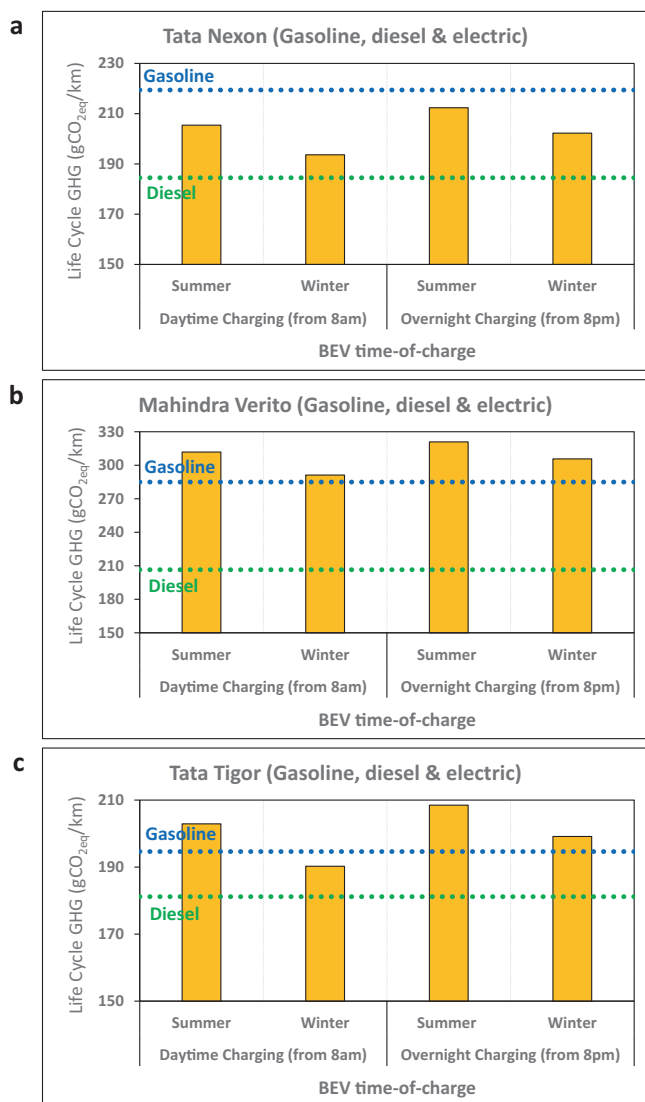 a
Tata Nexon (Gasoline, diesel & electric)
Life Cycle GHG (gCO2eq/km)
230
210
190
170
150
Gasoline
Diesel
Summer Winter Summer Winter
Daytime Charging (from 8am) Overnight Charging (from 8pm)
BEV time-of-charge
b
Mahindra Verito (Gasoline, diesel & electric)
Life Cycle GHG (gCO2eq/km)
330
300
270
240
210
180
150
Gasoline
Diesel
Summer Winter Summer Winter
Daytime Charging (from 8am) Overnight Charging (from 8pm)
BEV time-of-charge
c
Tata Tigor (Gasoline, diesel & electric)
Life Cycle GHG (gCO2eq/km)
210
190
170
150
Gasoline
Diesel
Summer Winter Summer Winter
Daytime Charging (from 8am) Overnight Charging (from 8pm)
BEV time-of-charge